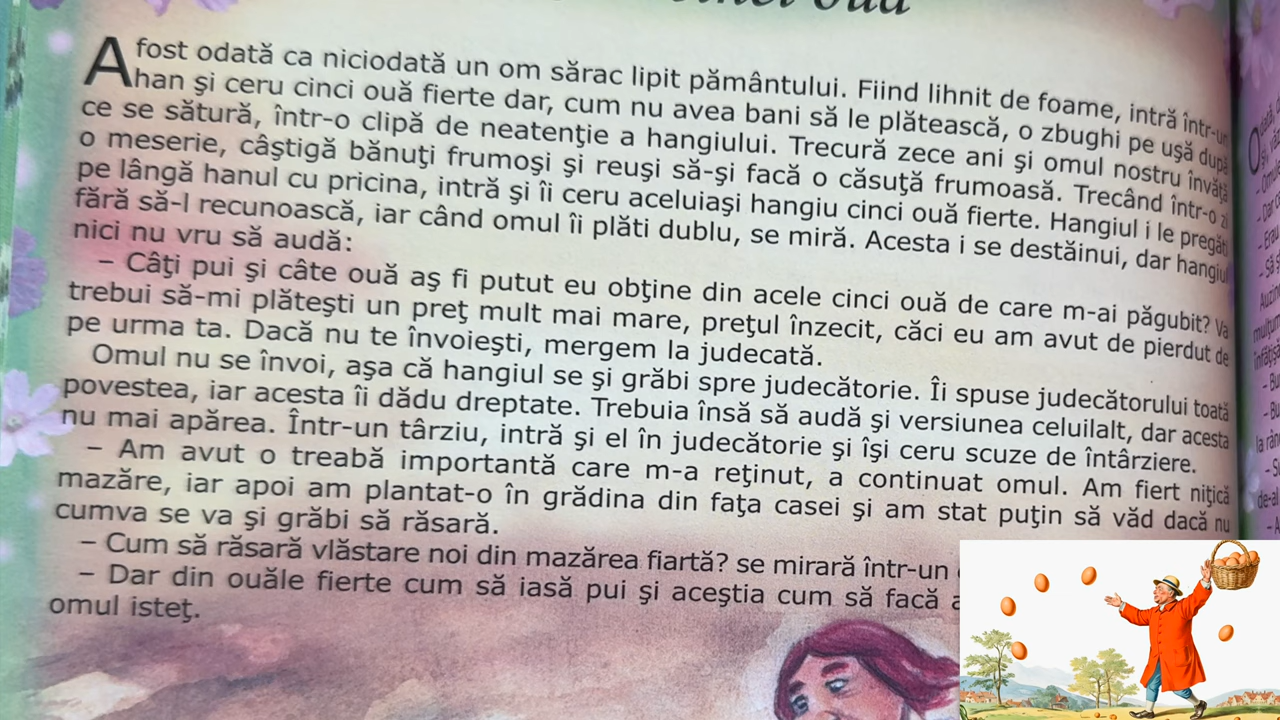 cinci ouă
A fost odată ca niciodată un om sărac lipit pământului. Fiind lihnit de foame, intră într-un
han şi ceru cinci ouă fierte dar, cum nu avea bani să le plătească, o zbughi pe uşă după
ce se sătură, într-o clipă de neatenţie a hangiului. Trecură zece ani şi omul nostru învăţă
o meserie, câştigă bănuţi frumoşi şi reuşi să-şi facă o căsuţă frumoasă. Trecând într-o zi
pe lângă hanul cu pricina, intră şi îi ceru aceluiaşi hangiu cinci ouă fierte. Hangiul i le pregăti
fără să-l recunoască, iar când omul îi plăti dublu, se miră. Acesta i se destăinui, dar hangiul
nici nu vru să audă:
– Câţi pui şi câte ouă aş fi putut eu obţine din acele cinci ouă de care m-ai păgubit? Va
trebui să-mi plăteşti un preţ mult mai mare, preţul înzecit, căci eu am avut de pierdut de
pe urma ta. Dacă nu te învoieşti, mergem la judecată.
Omul nu se învoi, aşa că hangiul se şi grăbi spre judecătorie. Îi spuse judecătorului toată
povestea, iar acesta îi dădu dreptate. Trebuia însă să audă şi versiunea celuilalt, dar acesta
nu mai apărea. Într-un târziu, intră şi el în judecătorie şi îşi ceru scuze de întârziere.
– Am avut o treabă importantă care m-a reţinut, a continuat omul. Am fiert niţică
mazăre, iar apoi am plantat-o în grădina din faţa casei şi am stat puţin să văd dacă nu
cumva se va şi grăbi să răsară.
– Cum să răsară vlăstare noi din mazărea fiartă? se mirară într-un
– Dar din ouăle fierte cum să iasă pui şi aceştia cum să facă
omul isteţ.